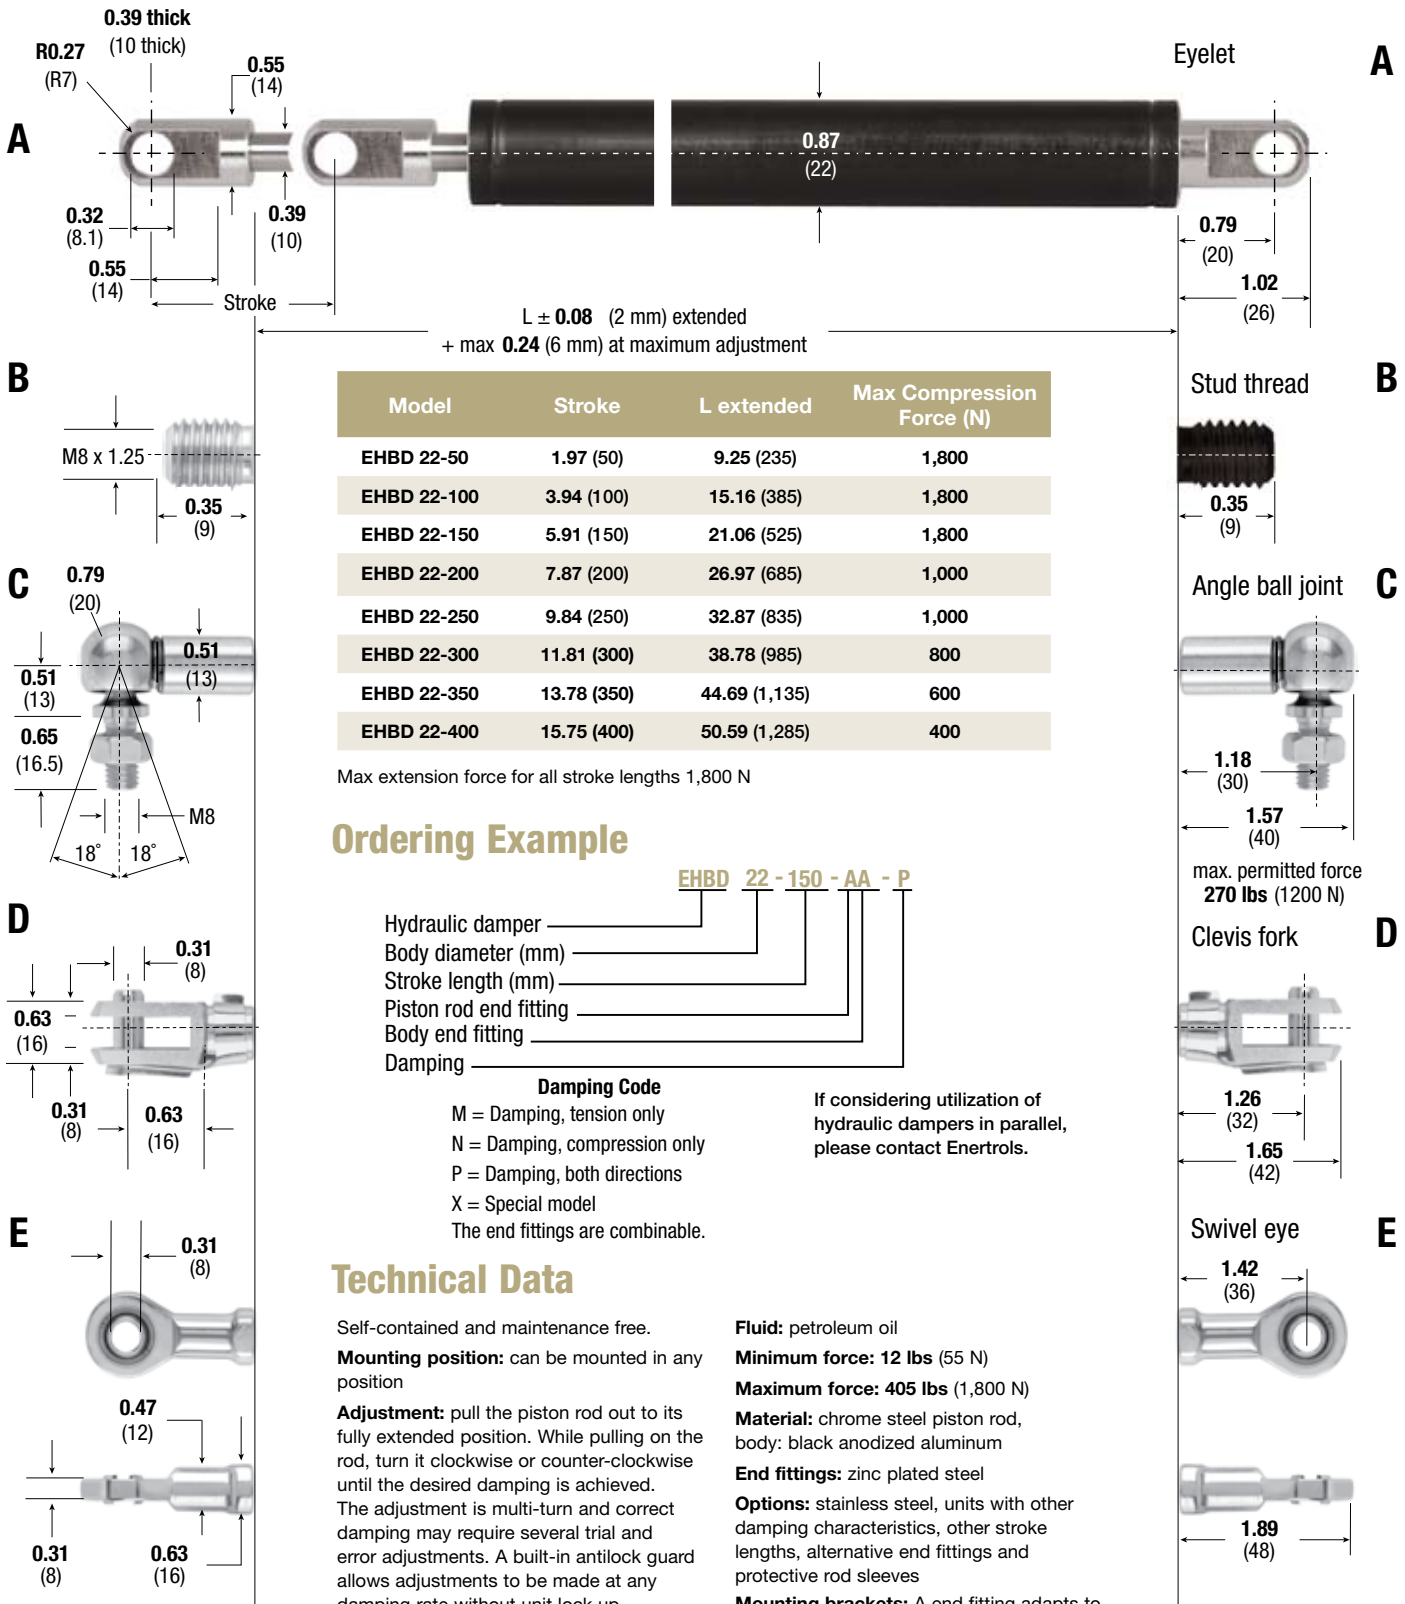 0.39 thick
(10 thick)
R0.27
(R7)
0.55
(14)
Eyelet
A
A
0.87
(22)
0.32
(8.1)
0.39
(10)
0.55
(14)
Stroke
0.79
(20)
1.02
(26)
L ± 0.08 (2 mm) extended
+ max 0.24 (6 mm) at maximum adjustment
B
M8 x 1.25
0.35
(9)
Stud thread
B
0.35
(9)
Model Stroke L extended Max Compression Force (N)
EHBD 22-50 1.97 (50) 9.25 (235) 1,800
EHBD 22-100 3.94 (100) 15.16 (385) 1,800
EHBD 22-150 5.91 (150) 21.06 (525) 1,800
EHBD 22-200 7.87 (200) 26.97 (685) 1,000
EHBD 22-250 9.84 (250) 32.87 (835) 1,000
EHBD 22-300 11.81 (300) 38.78 (985) 800
EHBD 22-350 13.78 (350) 44.69 (1,135) 600
EHBD 22-400 15.75 (400) 50.59 (1,285) 400
Max extension force for all stroke lengths 1,800 N
C
0.79
(20)
0.51
(13)
0.51
(13)
0.65
(16.5)
M8
18° 18°
Angle ball joint
C
1.18
(30)
1.57
(40)
max. permitted force
270 lbs (1200 N)
Ordering Example
EHBD 22 - 150 - AA - P
Hydraulic damper
Body diameter (mm)
Stroke length (mm)
Piston rod end fitting
Body end fitting
Damping
Damping Code
M = Damping, tension only
N = Damping, compression only
P = Damping, both directions
X = Special model
The end fittings are combinable.
If considering utilization of
hydraulic dampers in parallel,
please contact Enertrols.
D
0.31
(8)
0.63
(16)
0.31
(8)
0.63
(16)
Clevis fork
D
1.26
(32)
1.65
(42)
E
0.31
(8)
0.47
(12)
0.31
(8)
0.63
(16)
Swivel eye
E
1.42
(36)
1.89
(48)
Technical Data
Self-contained and maintenance free.
Mounting position: can be mounted in any
position
Adjustment: pull the piston rod out to its
fully extended position. While pulling on the
rod, turn it clockwise or counter-clockwise
until the desired damping is achieved.
The adjustment is multi-turn and correct
damping may require several trial and
error adjustments. A built-in antilock guard
allows adjustments to be made at any
damping rate without unit lock up.
Fluid: petroleum oil
Minimum force: 12 lbs (55 N)
Maximum force: 405 lbs (1,800 N)
Material: chrome steel piston rod,
body: black anodized aluminum
End fittings: zinc plated steel
Options: stainless steel, units with other
damping characteristics, other stroke
lengths, alternative end fittings and
protective rod sleeves
Mounting brackets: A end fitting adapts to